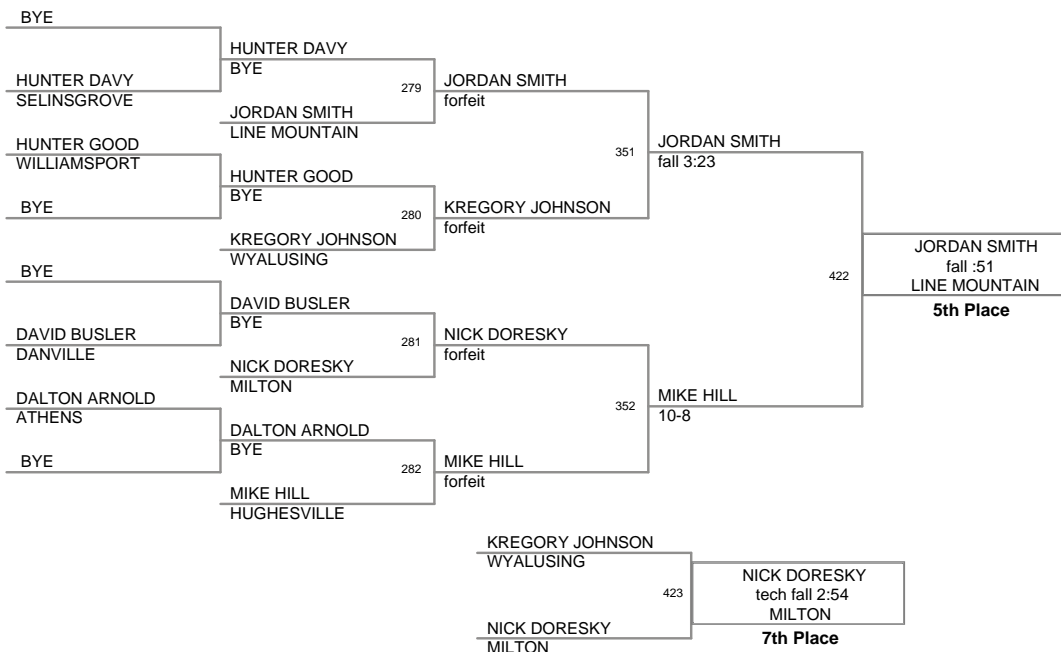 BYE
HUNTER DAVY
BYE
HUNTER DAVY
SELINSGROVE
279
JORDAN SMITH
forfeit
JORDAN SMITH
LINE MOUNTAIN
HUNTER GOOD
WILLIAMSPORT
351
JORDAN SMITH
fall 3:23
HUNTER GOOD
BYE
BYE
280
KREGORY JOHNSON
forfeit
KREGORY JOHNSON
WYALUSING
BYE
422
JORDAN SMITH
fall :51
LINE MOUNTAIN
5th Place
DAVID BUSLER
BYE
DAVID BUSLER
DANVILLE
281
NICK DORESKY
forfeit
NICK DORESKY
MILTON
DALTON ARNOLD
ATHENS
352
MIKE HILL
10-8
DALTON ARNOLD
BYE
BYE
282
MIKE HILL
forfeit
MIKE HILL
HUGHESVILLE
KREGORY JOHNSON
WYALUSING
423
NICK DORESKY
tech fall 2:54
MILTON
7th Place
NICK DORESKY
MILTON